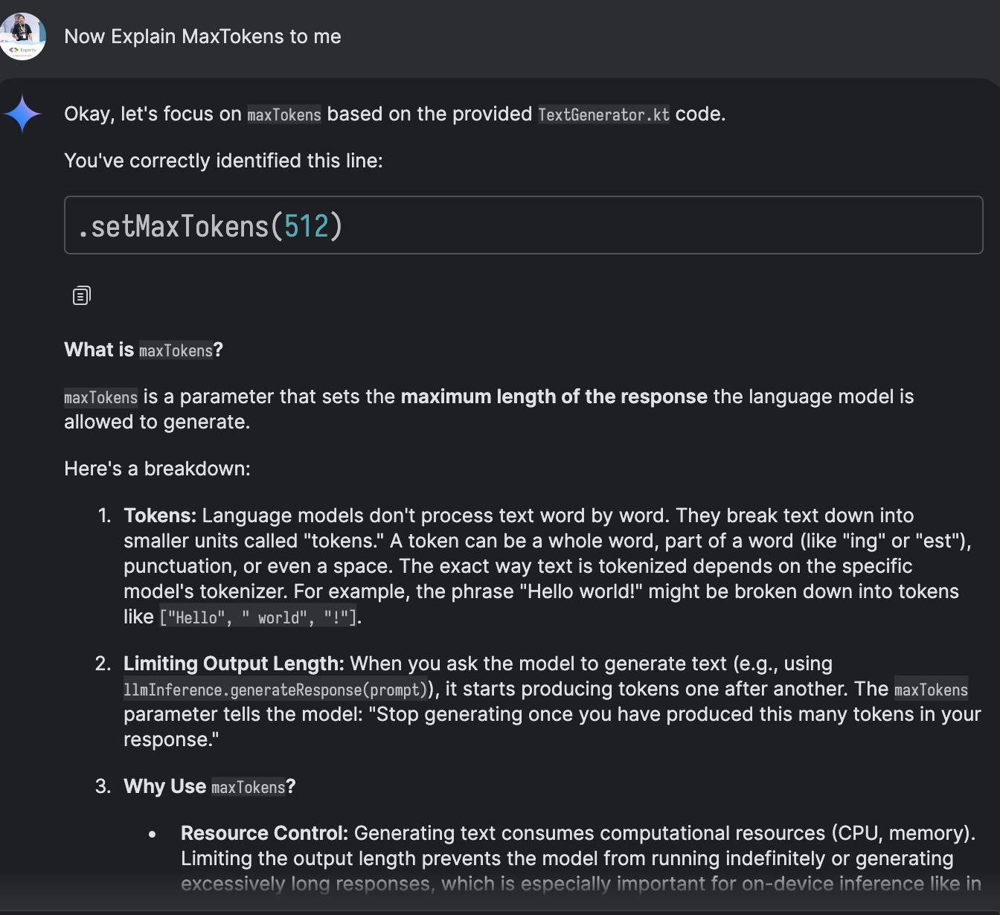 Now Explain MaxTokens to me
Okay, let's focus on maxTokens based on the provided TextGenerator.kt code.
You've correctly identified this line:
.setMaxTokens(512)
What is maxTokens?
maxTokens is a parameter that sets the maximum length of the response the language model is
allowed to generate.
Here's a breakdown:
1. Tokens: Language models don't process text word by word. They break text down into
smaller units called "tokens." A token can be a whole word, part of a word (like "ing" or "est"),
punctuation, or even a space. The exact way text is tokenized depends on the specific
model's tokenizer. For example, the phrase "Hello world!" might be broken down into tokens
like ["Hello", " world", "!"].
2. Limiting Output Length: When you ask the model to generate text (e.g., using
llmInference.generateResponse(prompt)), it starts producing tokens one after another. The maxTokens
parameter tells the model: "Stop generating once you have produced this many tokens in your
response."
3. Why Use maxTokens?
• Resource Control: Generating text consumes computational resources (CPU, memory).
Limiting the output length prevents the model from running indefinitely or generating
excessively long responses, which is especially important for on-device inference like in